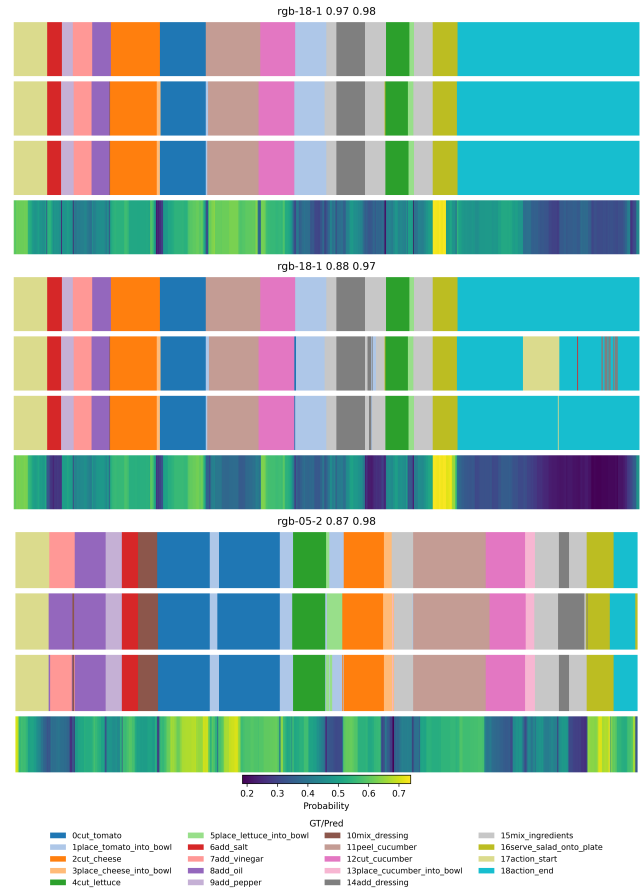 rgb-18-1 0.97 0.98
rgb-18-1 0.88 0.97
rgb-05-2 0.87 0.98
0.2 0.3 0.4 0.5 0.6 0.7
Probability
GT/Pred
0cut_tomato 5place_lettuce_into_bowl 10mix_dressing 15mix_ingredients
1place_tomato_into_bowl 6add_salt 11peel_cucumber 16serve_salad_onto_plate
2cut_cheese 7add_vinegar 12cut_cucumber 17action_start
3place_cheese_into_bowl 8add_oil 13place_cucumber_into_bowl 18action_end
4cut_lettuce 9add_pepper 14add_dressing